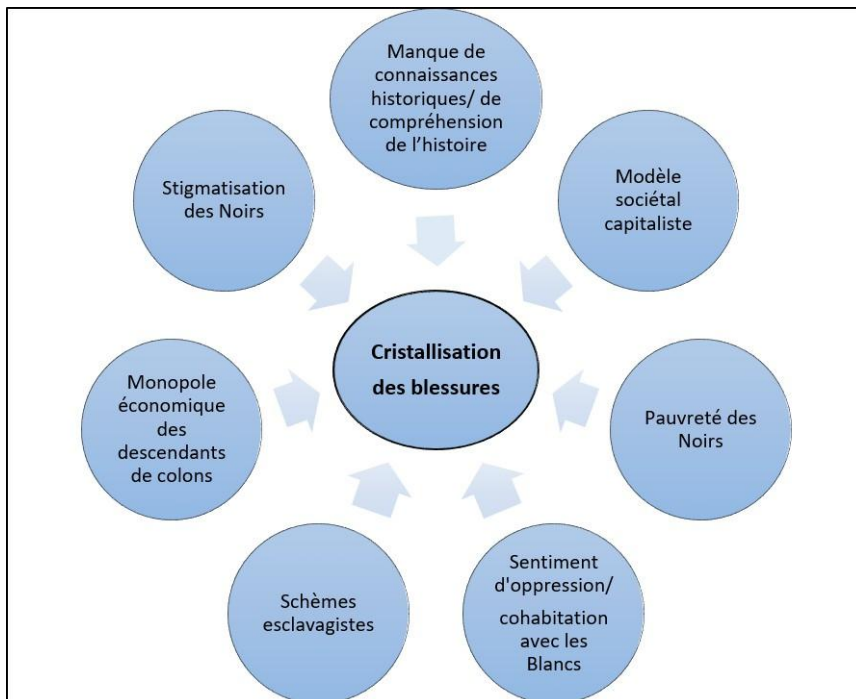 Manque de
connaissances
historiques/ de
compréhension
de l’histoire
Modèle
sociétal
capitaliste
Pauvreté des
Noirs
Sentiment
d'oppression/
cohabitation
avec les
Blancs
Schèmes
esclavagistes
Monopole
économique
des
descendants
de colons
Stigmatisation
des Noirs
Cristallisation
des blessures